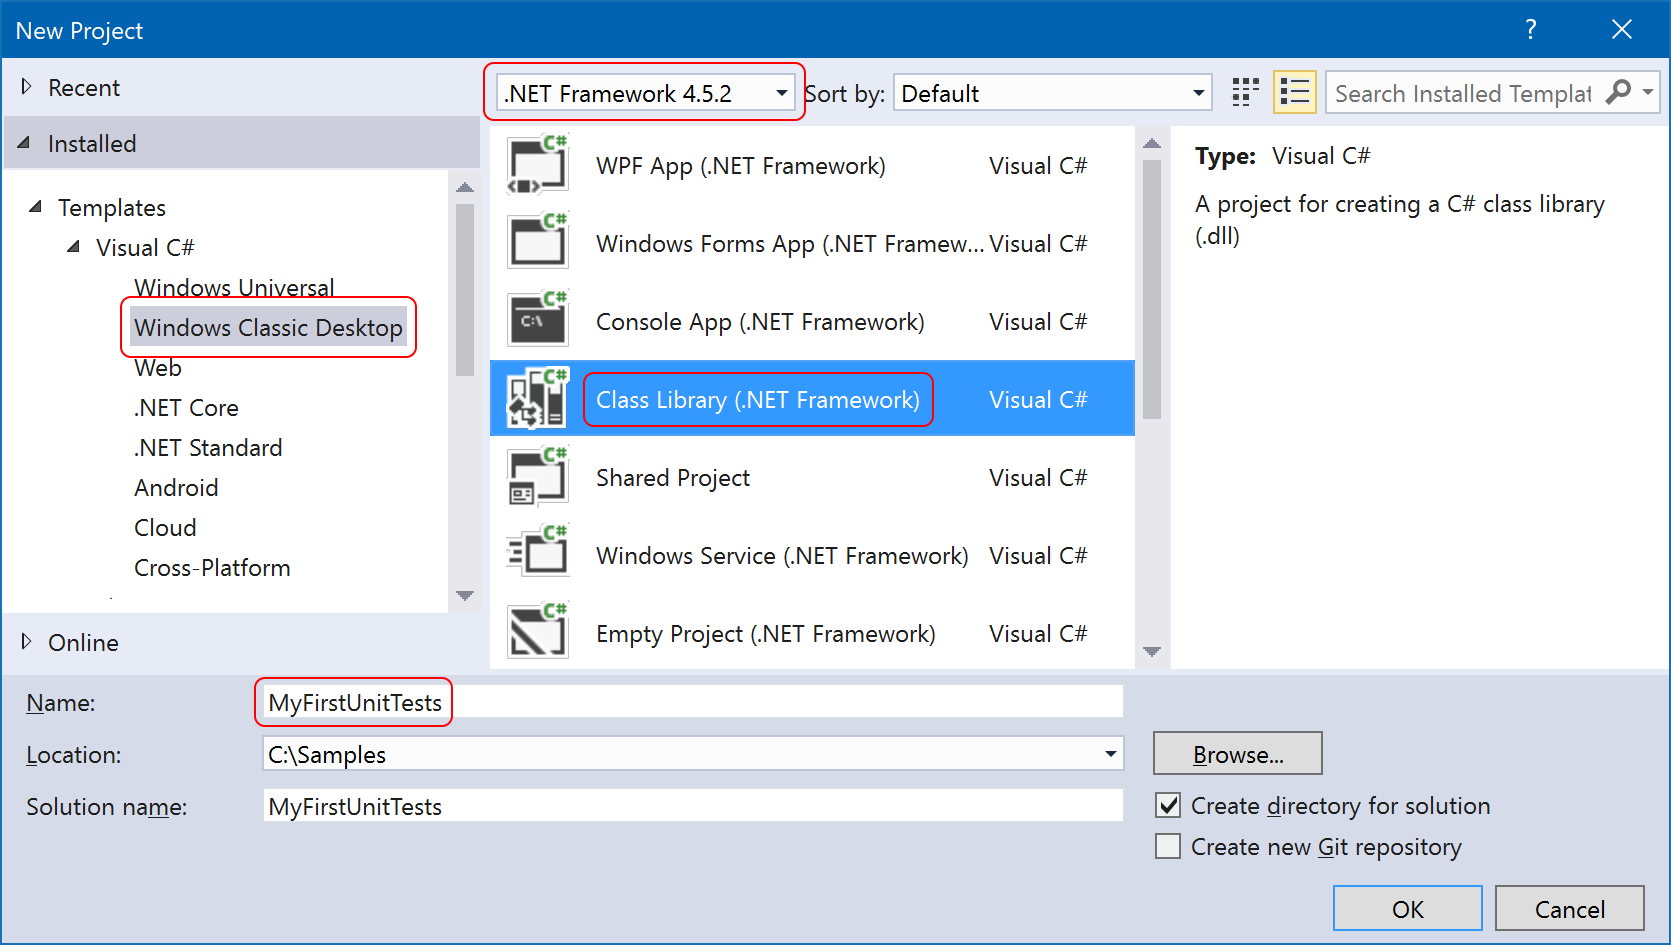 New Project
?
Recent
.NET Framework 4.5.2
Sort by:
Default
Search Installed Templat
Installed
Templates
Visual C#
Windows Universal
Windows Classic Desktop
Web
.NET Core
.NET Standard
Android
Cloud
Cross-Platform
Online
C# WPF App (.NET Framework) Visual C#
C# Windows Forms App (.NET Framew... Visual C#
C# C:\ Console App (.NET Framework) Visual C#
C# Class Library (.NET Framework) Visual C#
C# Shared Project Visual C#
C# Windows Service (.NET Framework) Visual C#
C# Empty Project (.NET Framework) Visual C#
Type: Visual C#
A project for creating a C# class library
(.dll)
Name: MyFirstUnitTests
Location: C:\Samples
Browse...
Solution name: MyFirstUnitTests
Create directory for solution
Create new Git repository
OK
Cancel